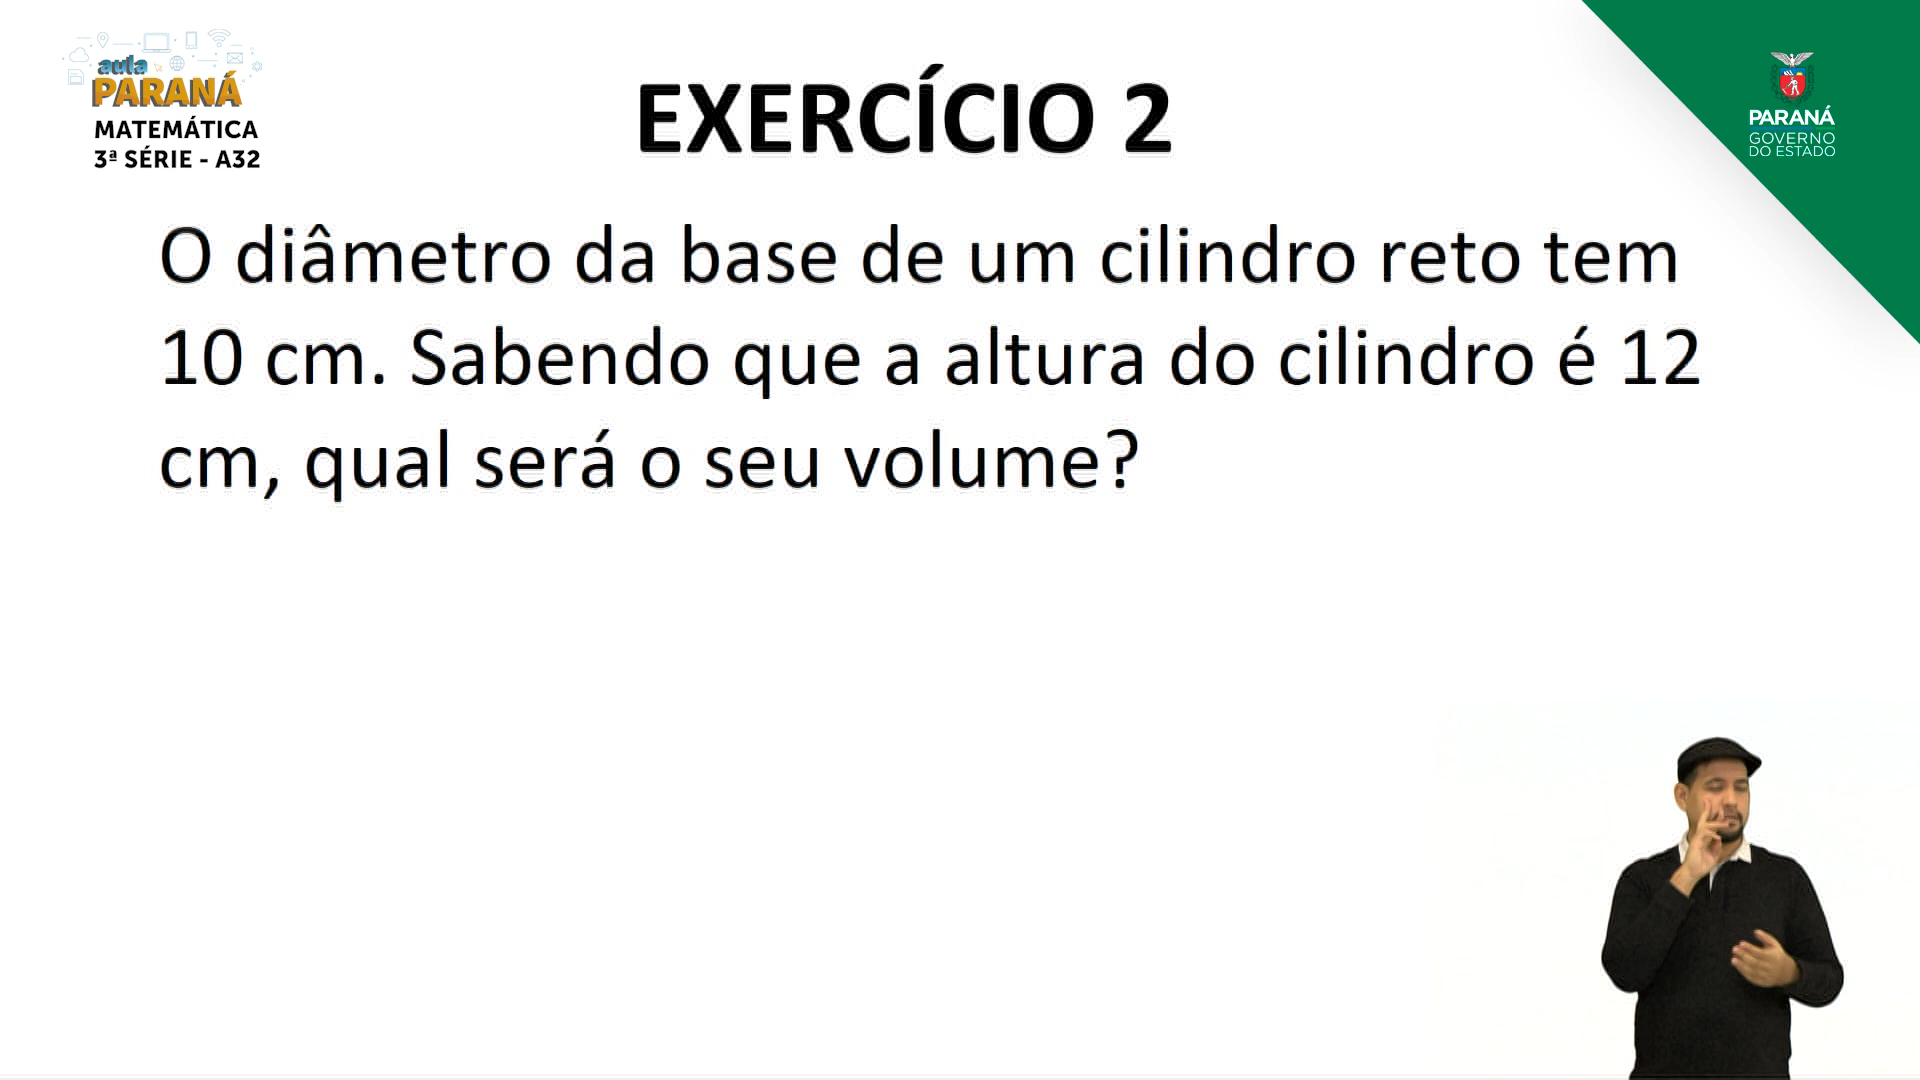 aula
PARANÁ
MATEMÁTICA
3ª SÉRIE - A32
EXERCÍCIO 2
PARANÁ
GOVERNO
DO ESTADO
O diâmetro da base de um cilindro reto tem
10 cm. Sabendo que a altura do cilindro é 12
cm, qual será o seu volume?